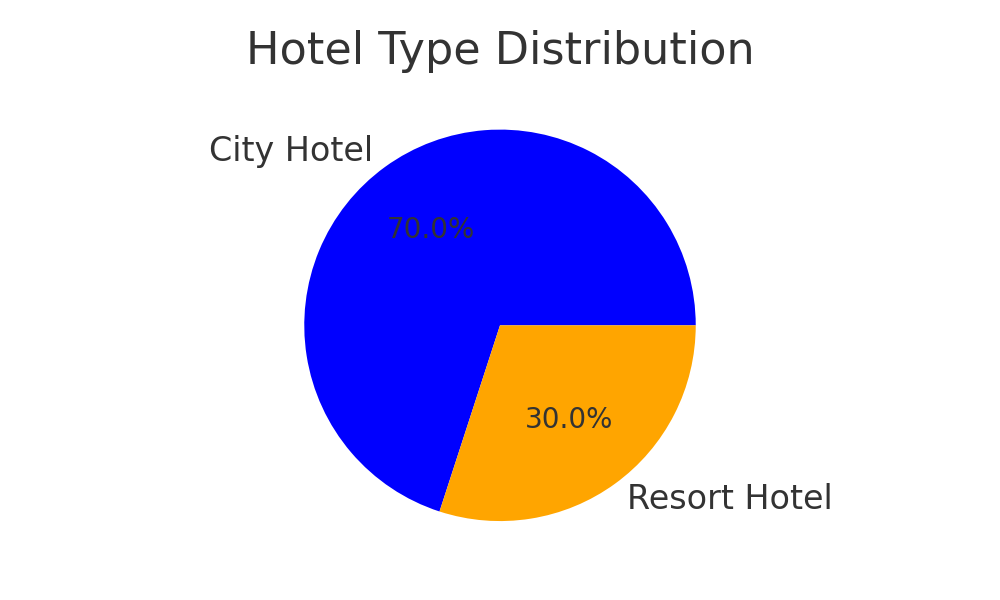 Hotel Type Distribution
City Hotel
70.0%
30.0%
Resort Hotel